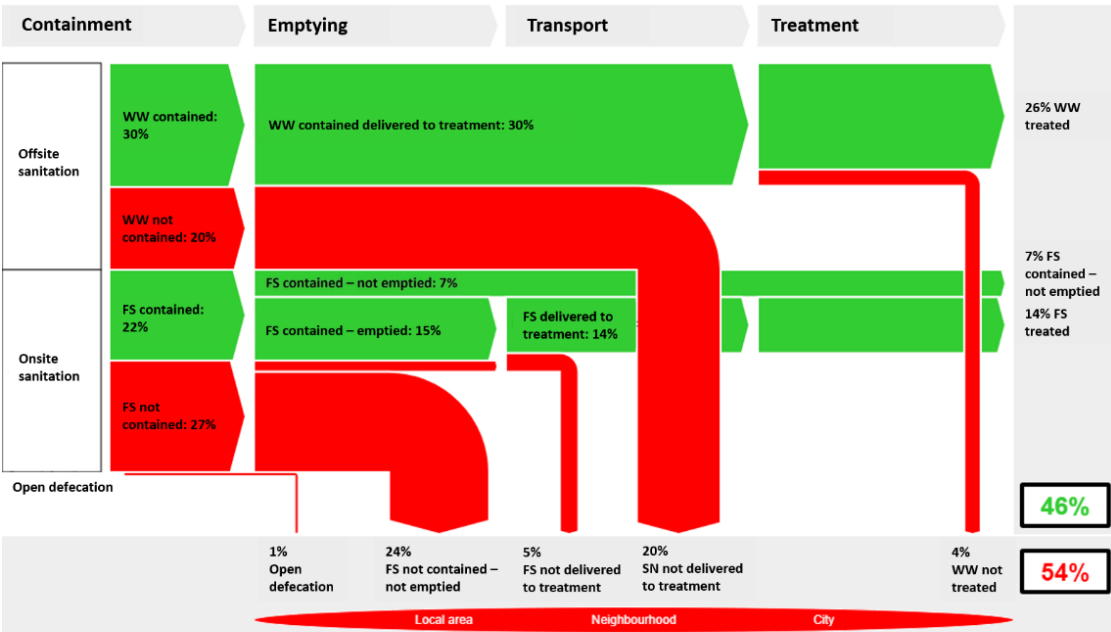 Containment
Emptying
Transport
Treatment
Offsite
sanitation
WW contained:
30%
WW contained delivered to treatment: 30%
26% WW
treated
WW not
contained: 20%
Onsite
sanitation
FS contained:
22%
FS contained – not emptied: 7%
7% FS
contained –
not emptied
FS contained – emptied: 15%
FS delivered to
treatment: 14%
14% FS
treated
FS not
contained: 27%
Open defecation
46%
1%
Open
defecation
24%
FS not contained –
not emptied
5%
FS not delivered
to treatment
20%
SN not delivered
to treatment
4%
WW not
treated
54%
Local area
Neighbourhood
City